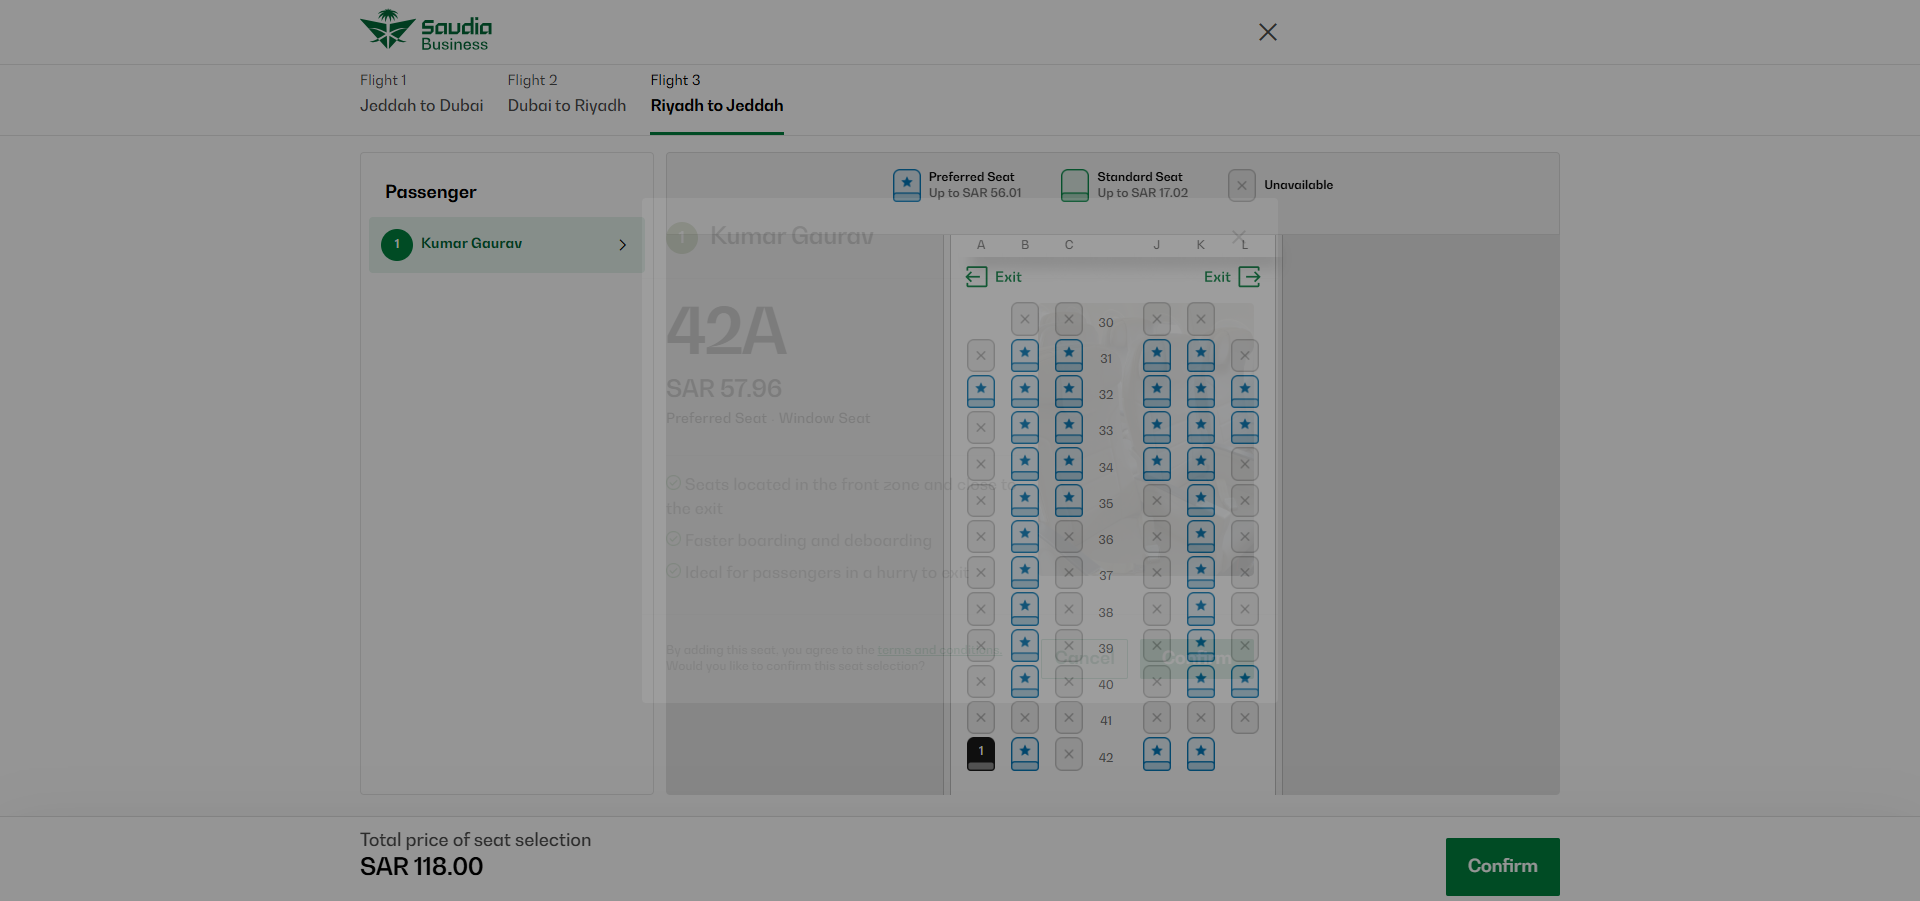 Saudia
Business
Flight 1
Jeddah to Dubai
Flight 2
Dubai to Riyadh
Flight 3
Riyadh to Jeddah
Passenger
1 Kumar Gaurav
Preferred Seat
Up to SAR 56.01
Standard Seat
Up to SAR 17.02
Unavailable
1 Kumar Gaurav
42A
SAR 57.96
Preferred Seat - Window Seat
Seats located in the front zone and close to
the exit
Faster boarding and deboarding
Ideal for passengers in a hurry to exit
By adding this seat, you agree to the terms and conditions.
Would you like to confirm this seat selection?
Cancel
Confirm
A B C J K L
Exit Exit
30
31
32
33
34
35
36
37
38
39
40
41
1 42
Total price of seat selection
SAR 118.00
Confirm